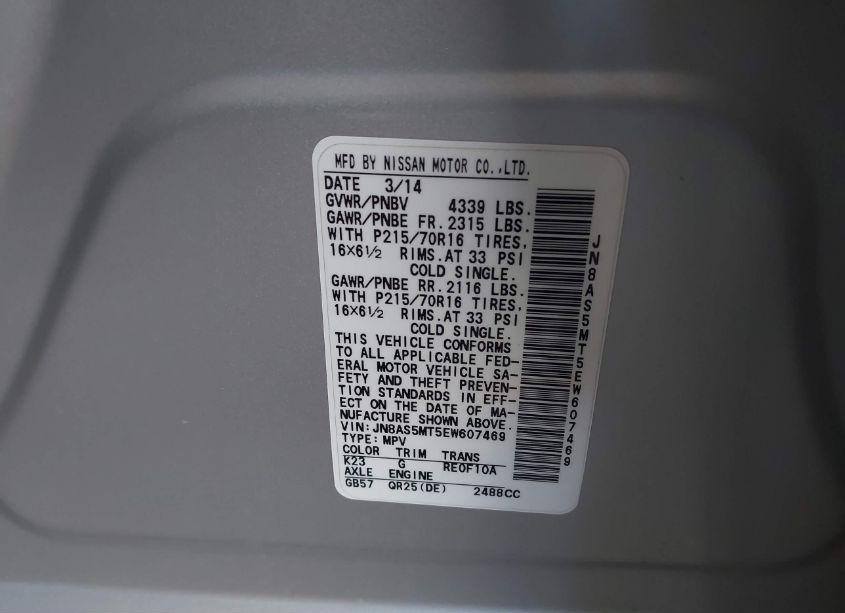 MFD BY NISSAN MOTOR CO.,LTD.
DATE 3/14
GVWR/PNBV 4339 LBS.
GAWR/PNBE FR. 2315 LBS.
WITH P215/70R16 TIRES,
16×6½ RIMS. AT 33 PSI
COLD SINGLE.
GAWR/PNBE RR. 2116 LBS.
WITH P215/70R16 TIRES,
16×6½ RIMS. AT 33 PSI
COLD SINGLE.
THIS VEHICLE CONFORMS
TO ALL APPLICABLE FED-
ERAL MOTOR VEHICLE SA-
FETY AND THEFT PREVEN-
TION STANDARDS IN EFF-
ECT ON THE DATE OF MA-
NUFACTURE SHOWN ABOVE.
VIN: JN8AS5MT5EW607469
TYPE: MPV
COLOR TRIM TRANS
K23 G RE0F10A
AXLE ENGINE
GB57 QR25(DE) 2488CC
JN8AS5MT5EW607469